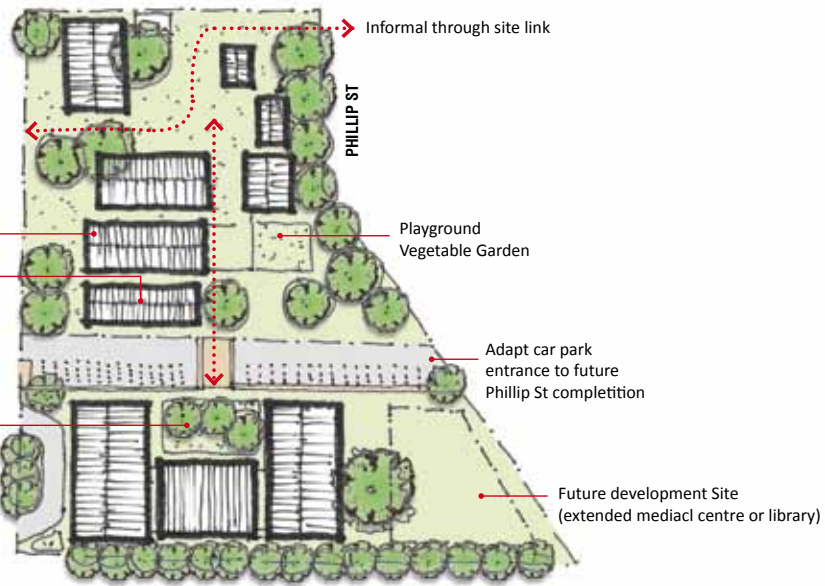 Informal through site link
PHILLIP ST
Playground
Vegetable Garden
Adapt car park
entrance to future
Phillip St completition
Future development Site
(extended mediacl centre or library)